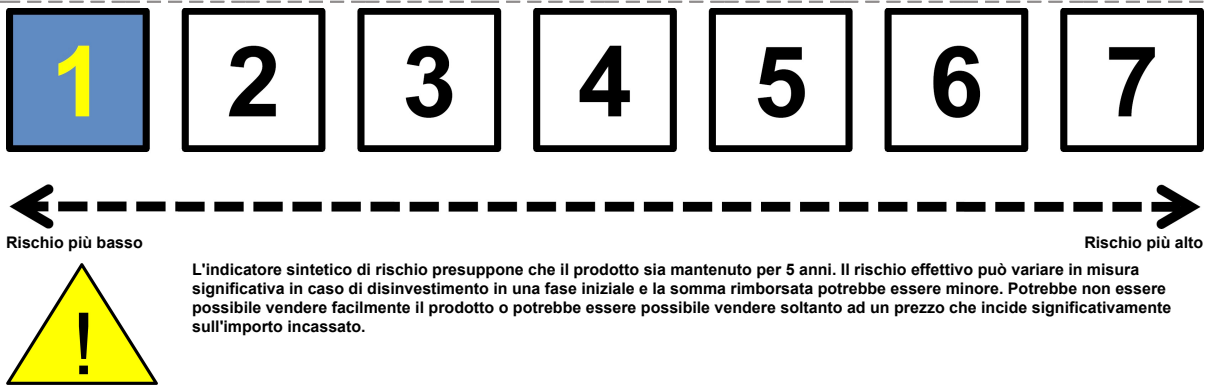 1 2 3 4 5 6 7
Rischio più basso Rischio più alto
L'indicatore sintetico di rischio presuppone che il prodotto sia mantenuto per 5 anni. Il rischio effettivo può variare in misura
significativa in caso di disinvestimento in una fase iniziale e la somma rimborsata potrebbe essere minore. Potrebbe non essere
possibile vendere facilmente il prodotto o potrebbe essere possibile vendere soltanto ad un prezzo che incide significativamente
sull'importo incassato.
!